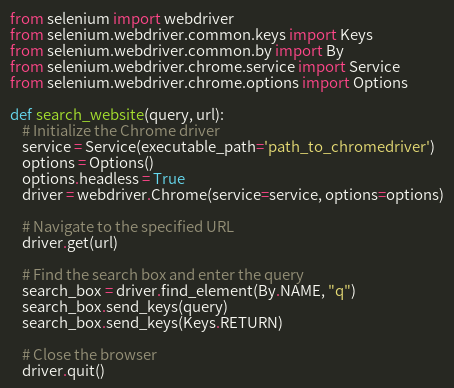 from selenium import webdriver
from selenium.webdriver.common.keys import Keys
from selenium.webdriver.common.by import By
from selenium.webdriver.chrome.service import Service
from selenium.webdriver.chrome.options import Options

def search_website(query, url):
    # Initialize the Chrome driver
    service = Service(executable_path='path_to_chromedriver')
    options = Options()
    options.headless = True
    driver = webdriver.Chrome(service=service, options=options)

    # Navigate to the specified URL
    driver.get(url)

    # Find the search box and enter the query
    search_box = driver.find_element(By.NAME, "q")
    search_box.send_keys(query)
    search_box.send_keys(Keys.RETURN)

    # Close the browser
    driver.quit()